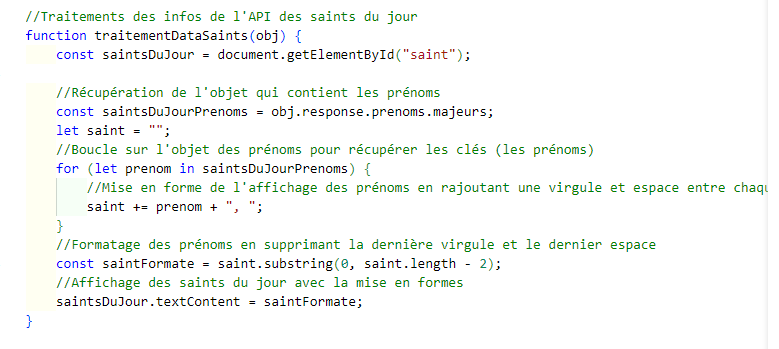 //Traitements des infos de l'API des saints du jour
function traitementDataSaints(obj) {
const saintsDuJour = document.getElementById("saint");
//Récupération de l'objet qui contient les prénoms
const saintsDuJourPrenoms = obj.response.prenoms.majeurs;
let saint = "";
//Boucle sur l'objet des prénoms pour récupérer les clés (les prénoms)
for (let prenom in saintsDuJourPrenoms) {
//Mise en forme de l'affichage des prénoms en rajoutant une virgule et espace entre chaqu
saint += prenom + ", ";
}
//Formatage des prénoms en supprimant la dernière virgule et le dernier espace
const saintFormate = saint.substring(0, saint.length - 2);
//Affichage des saints du jour avec la mise en formes
saintsDuJour.textContent = saintFormate;
}